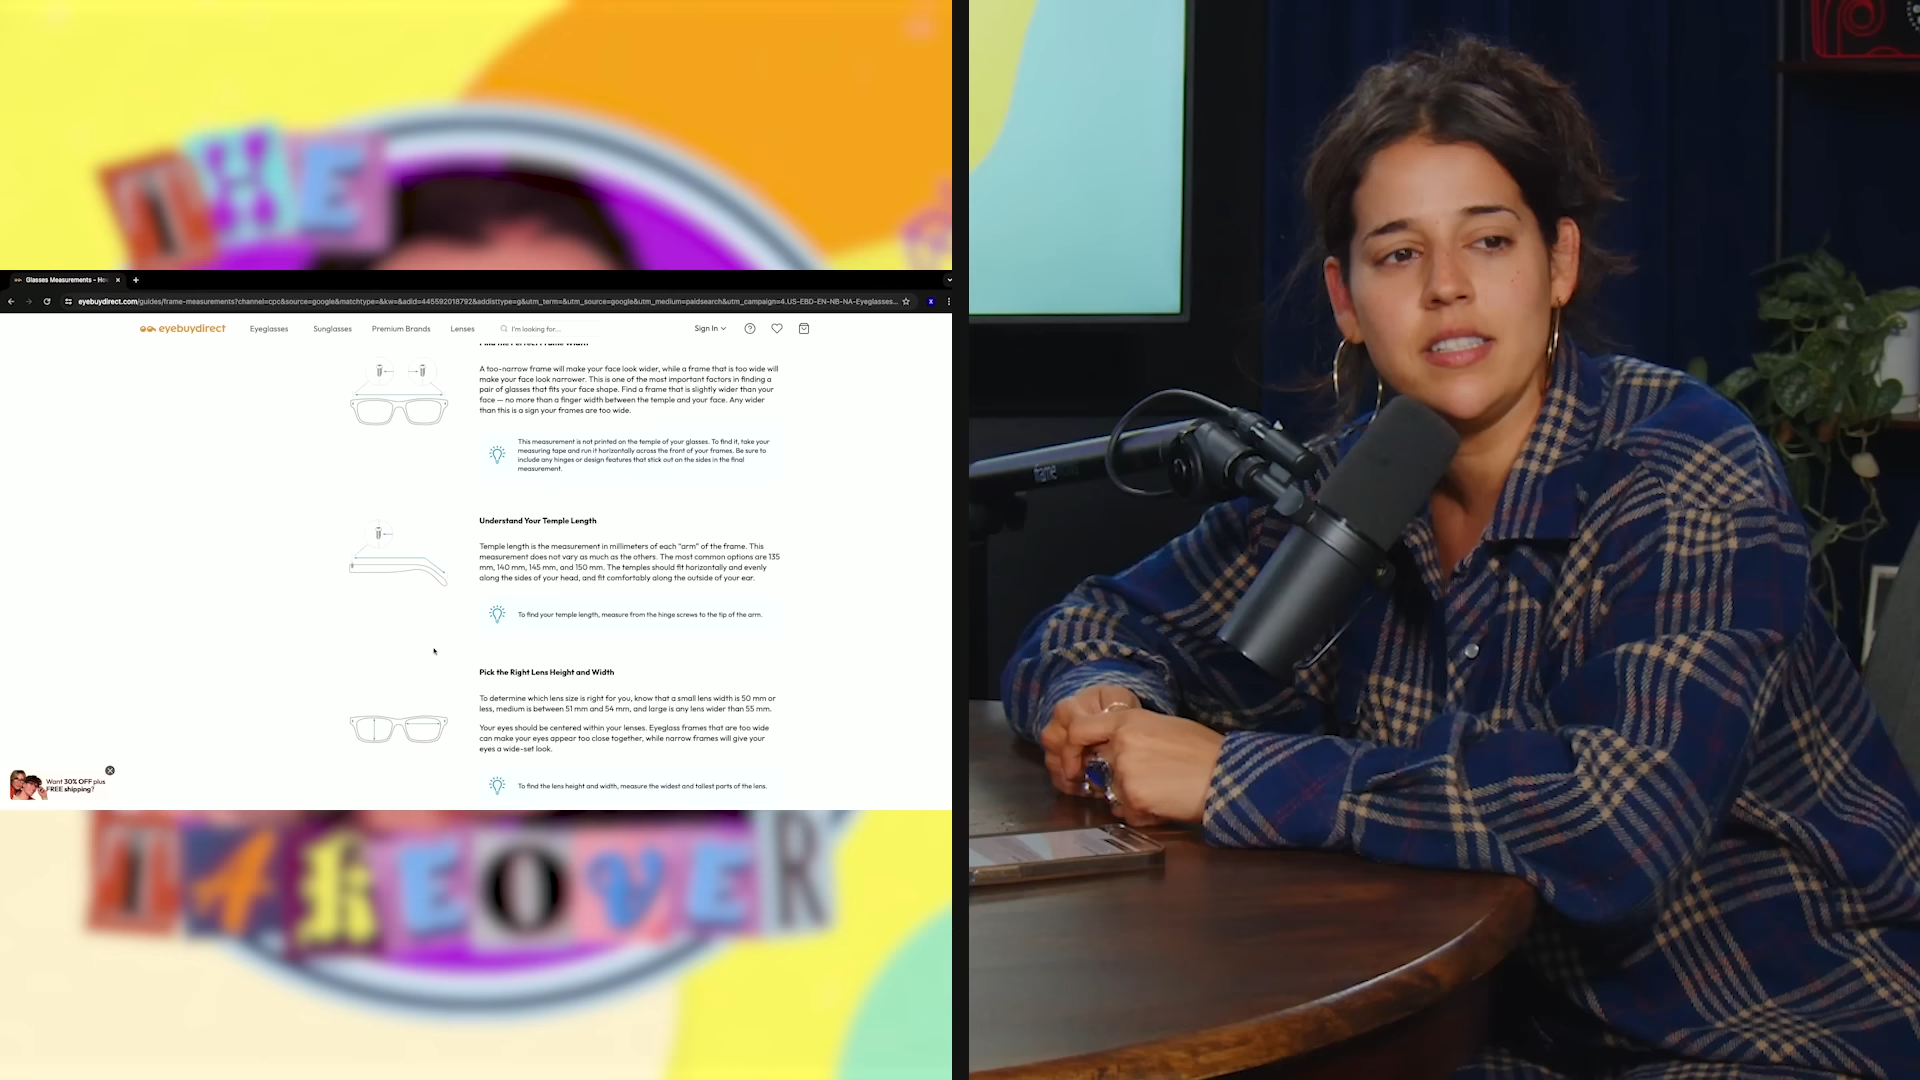 THE
Glasses Measurements - Ho
eyebuydirect.com/guides/frame-measurements?channel=cpc&source=google&matchtype=&kw=&adid=445592018792&addisttype=g&utm_term=&utm_source=google&utm_medium=paidsearch&utm_campaign=4.US-EBD-EN-NB-NA-Eyeglasses...
eyebuydirect Eyeglasses Sunglasses Premium Brands Lenses I'm looking for... Sign In
A too-narrow frame will make your face look wider, while a frame that is too wide will
make your face look narrower. This is one of the most important factors in finding a
pair of glasses that fits your face shape. Find a frame that is slightly wider than your
face — no more than a finger width between the temple and your face. Any wider
than this is a sign your frames are too wide.
This measurement is not printed on the temple of your glasses. To find it, take your
measuring tape and run it horizontally across the front of your frames. Be sure to
include any hinges or design features that stick out on the sides in the final
measurement.
Understand Your Temple Length
Temple length is the measurement in millimeters of each "arm" of the frame. This
measurement does not vary as much as the others. The most common options are 135
mm, 140 mm, 145 mm, and 150 mm. The temples should fit horizontally and evenly
along the sides of your head, and fit comfortably along the outside of your ear.
To find your temple length, measure from the hinge screws to the tip of the arm.
Pick the Right Lens Height and Width
To determine which lens size is right for you, know that a small lens width is 50 mm or
less, medium is between 51 mm and 54 mm, and large is any lens wider than 55 mm.
Your eyes should be centered within your lenses. Eyeglass frames that are too wide
can make your eyes appear too close together, while narrow frames will give your
eyes a wide-set look.
To find the lens height and width, measure the widest and tallest parts of the lens.
Want 30% OFF plus
FREE shipping?
TAKEOVER
frame